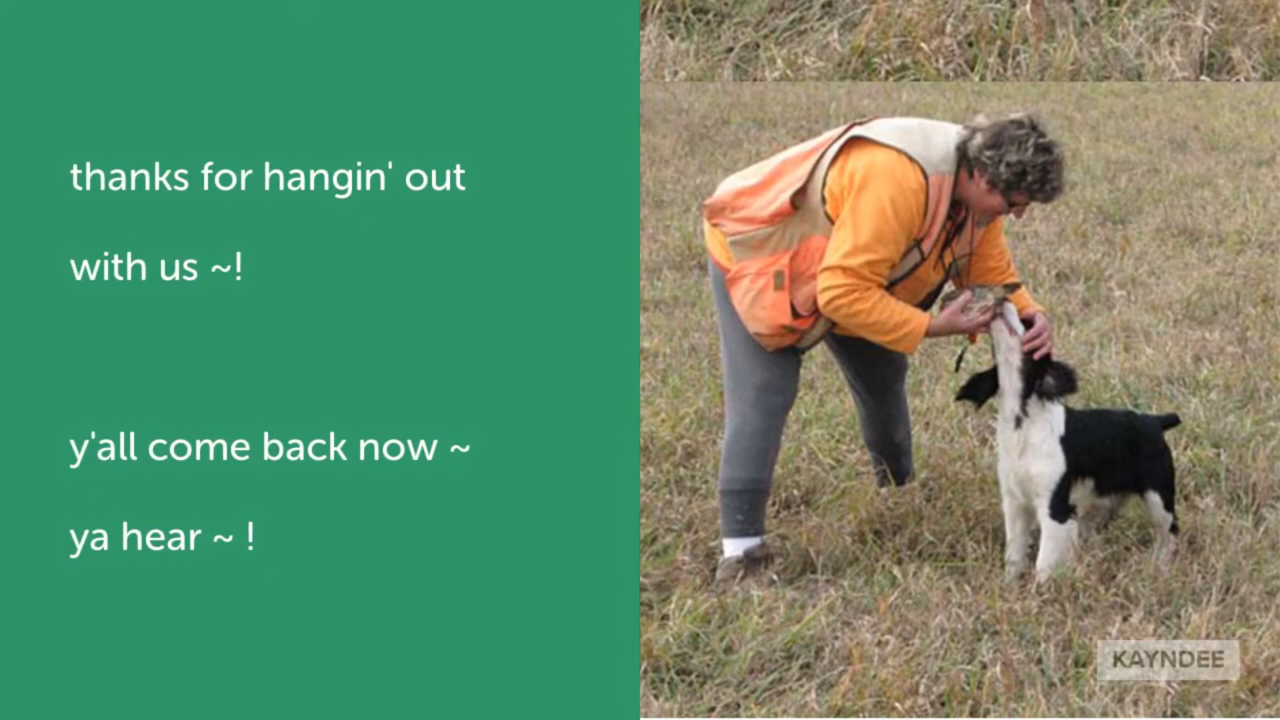 thanks for hangin' out
with us ~!
y'all come back now ~
ya hear ~ !
KAYNDEE